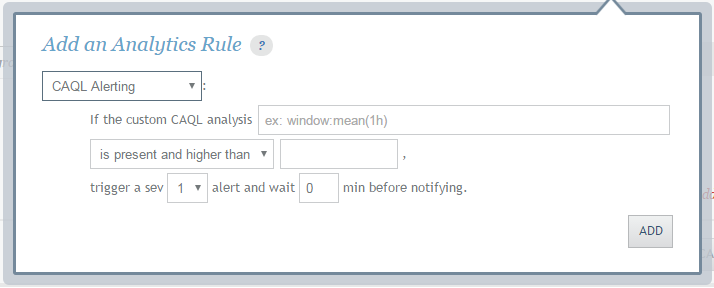 Add an Analytics Rule ?
CAQL Alerting :
If the custom CAQL analysis ex: window:mean(1h)
is present and higher than ,
trigger a sev 1 alert and wait 0 min before notifying.
ADD